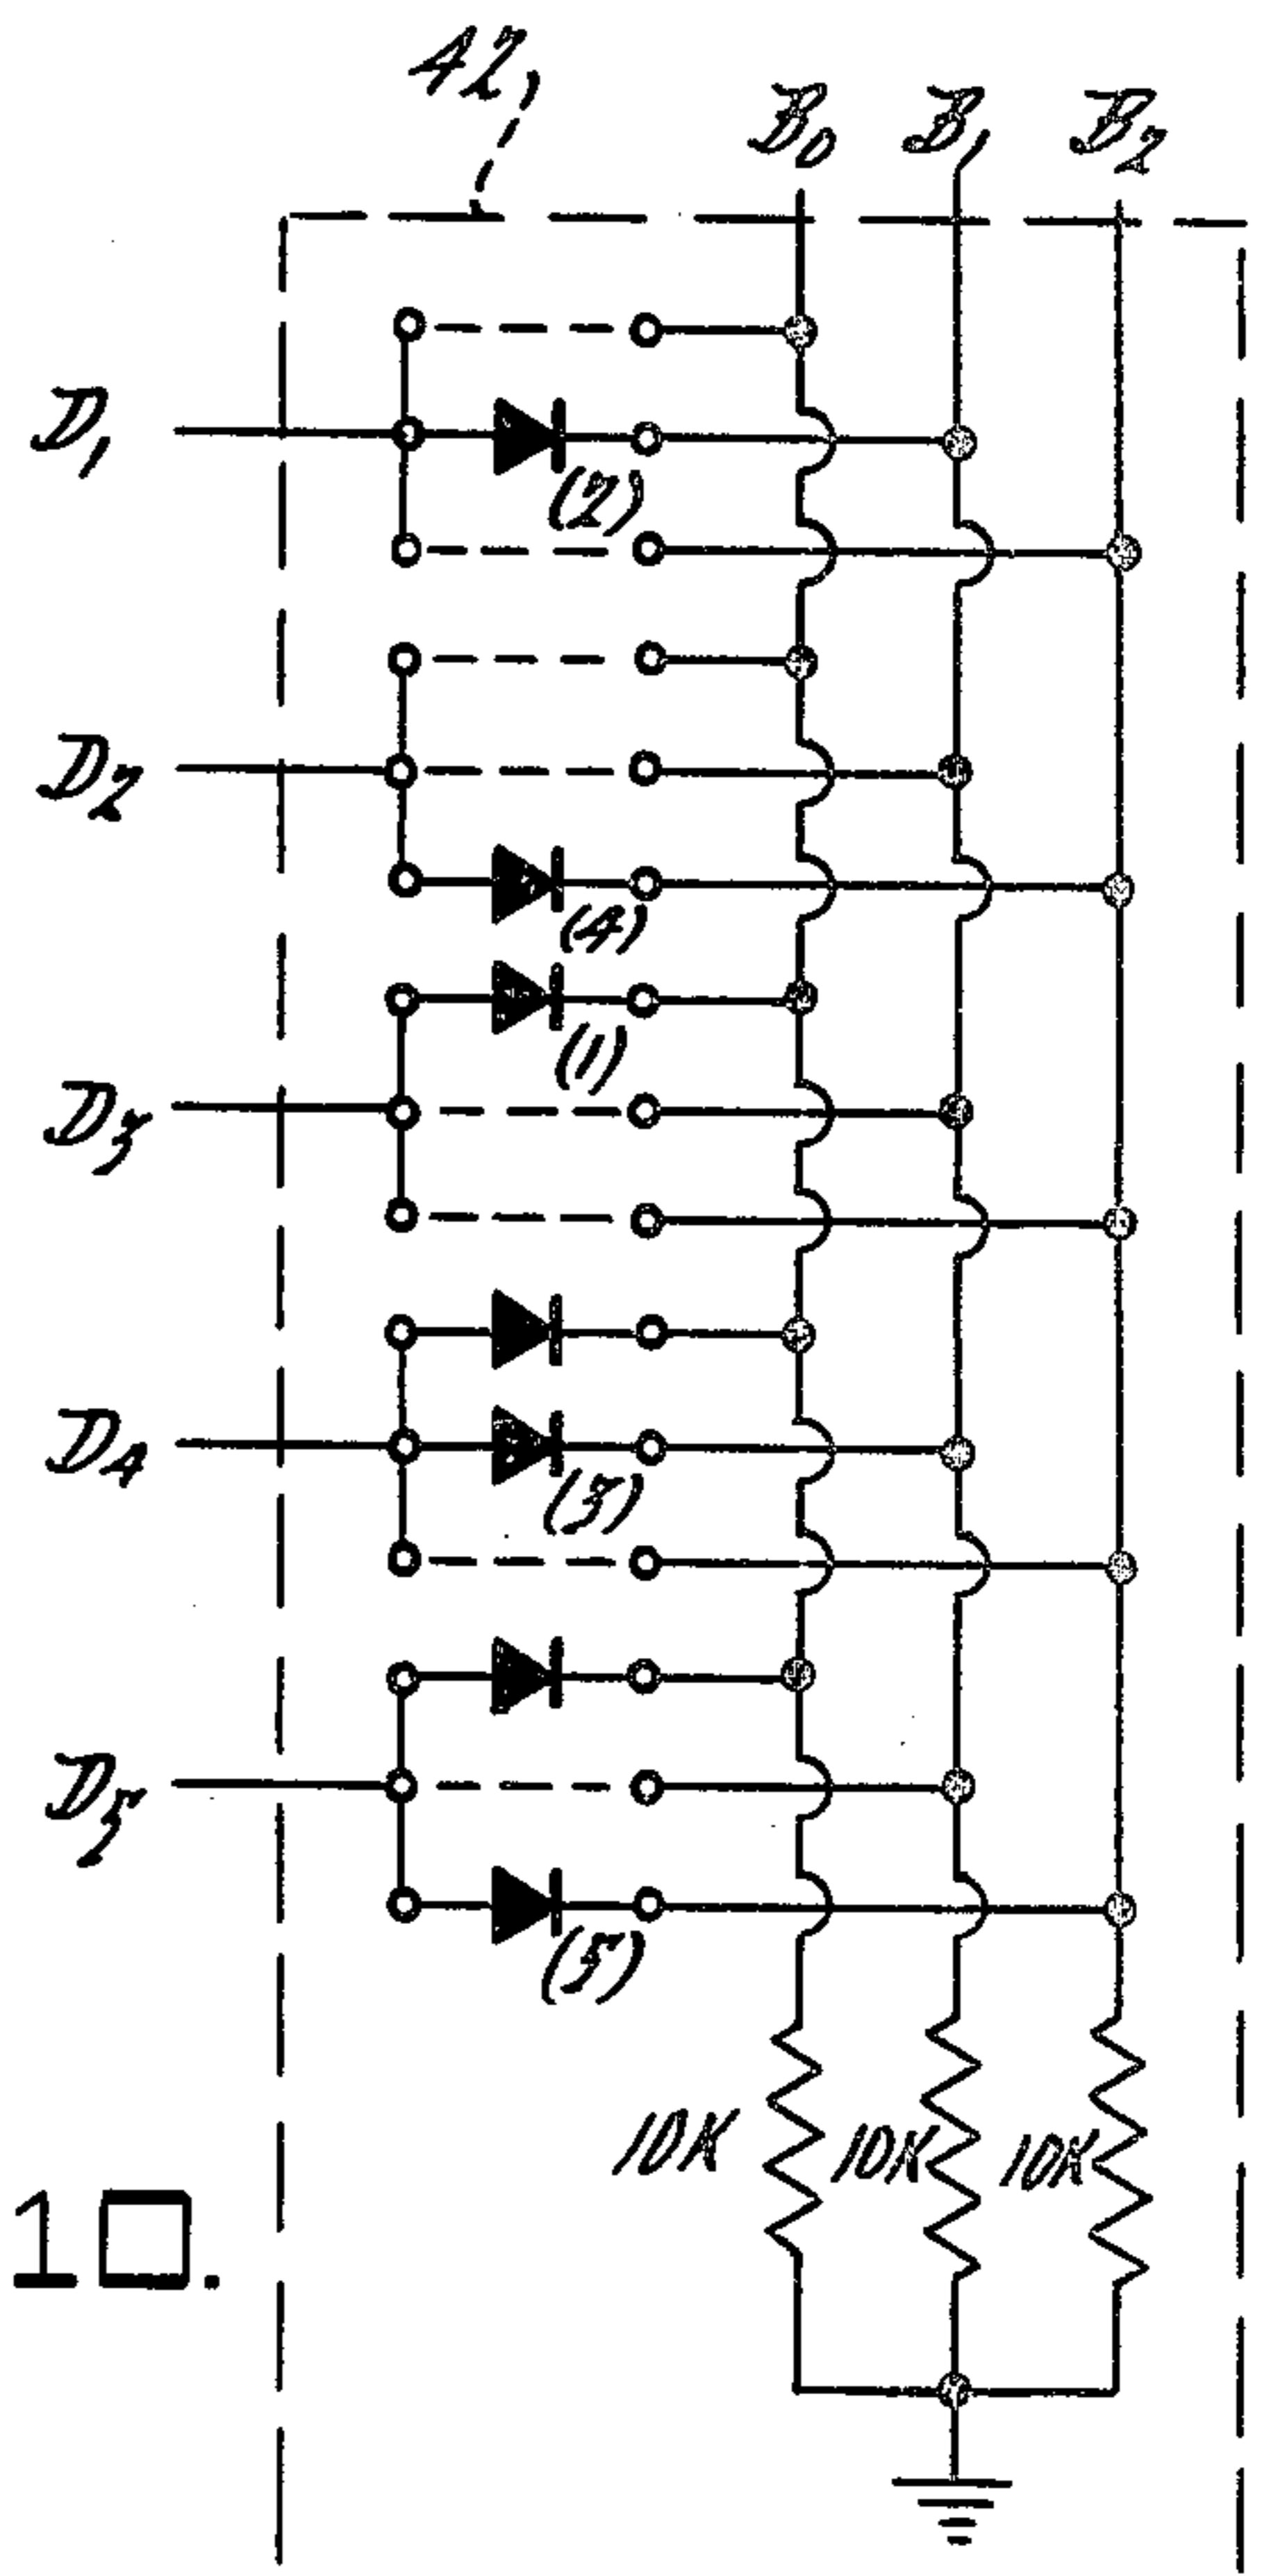 42
B0 B1 B2
D1
(2)
D2
(4)
(1)
D3
D4
(3)
D5
(5)
10K 10K 10K
10.